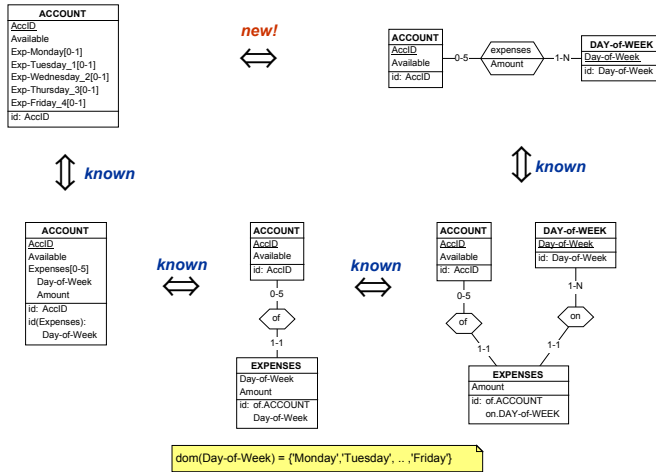 ACCOUNT
AccID
Available
Exp-Monday[0-1]
Exp-Tuesday_1[0-1]
Exp-Wednesday_2[0-1]
Exp-Thursday_3[0-1]
Exp-Friday_4[0-1]
id: AccID
new!
ACCOUNT
AccID
Available
id: AccID
0-5
expenses
Amount
1-N
DAY-of-WEEK
Day-of-Week
id: Day-of-Week
known
known
ACCOUNT
AccID
Available
Expenses[0-5]
Day-of-Week
Amount
id: AccID
id(Expenses):
Day-of-Week
known
ACCOUNT
AccID
Available
id: AccID
0-5
of
1-1
EXPENSES
Day-of-Week
Amount
id: of.ACCOUNT
Day-of-Week
known
ACCOUNT
AccID
Available
id: AccID
0-5
of
1-1
DAY-of-WEEK
Day-of-Week
id: Day-of-Week
1-N
on
1-1
EXPENSES
Amount
id: of.ACCOUNT
on.DAY-of-WEEK
dom(Day-of-Week) = {'Monday','Tuesday', .. ,'Friday'}